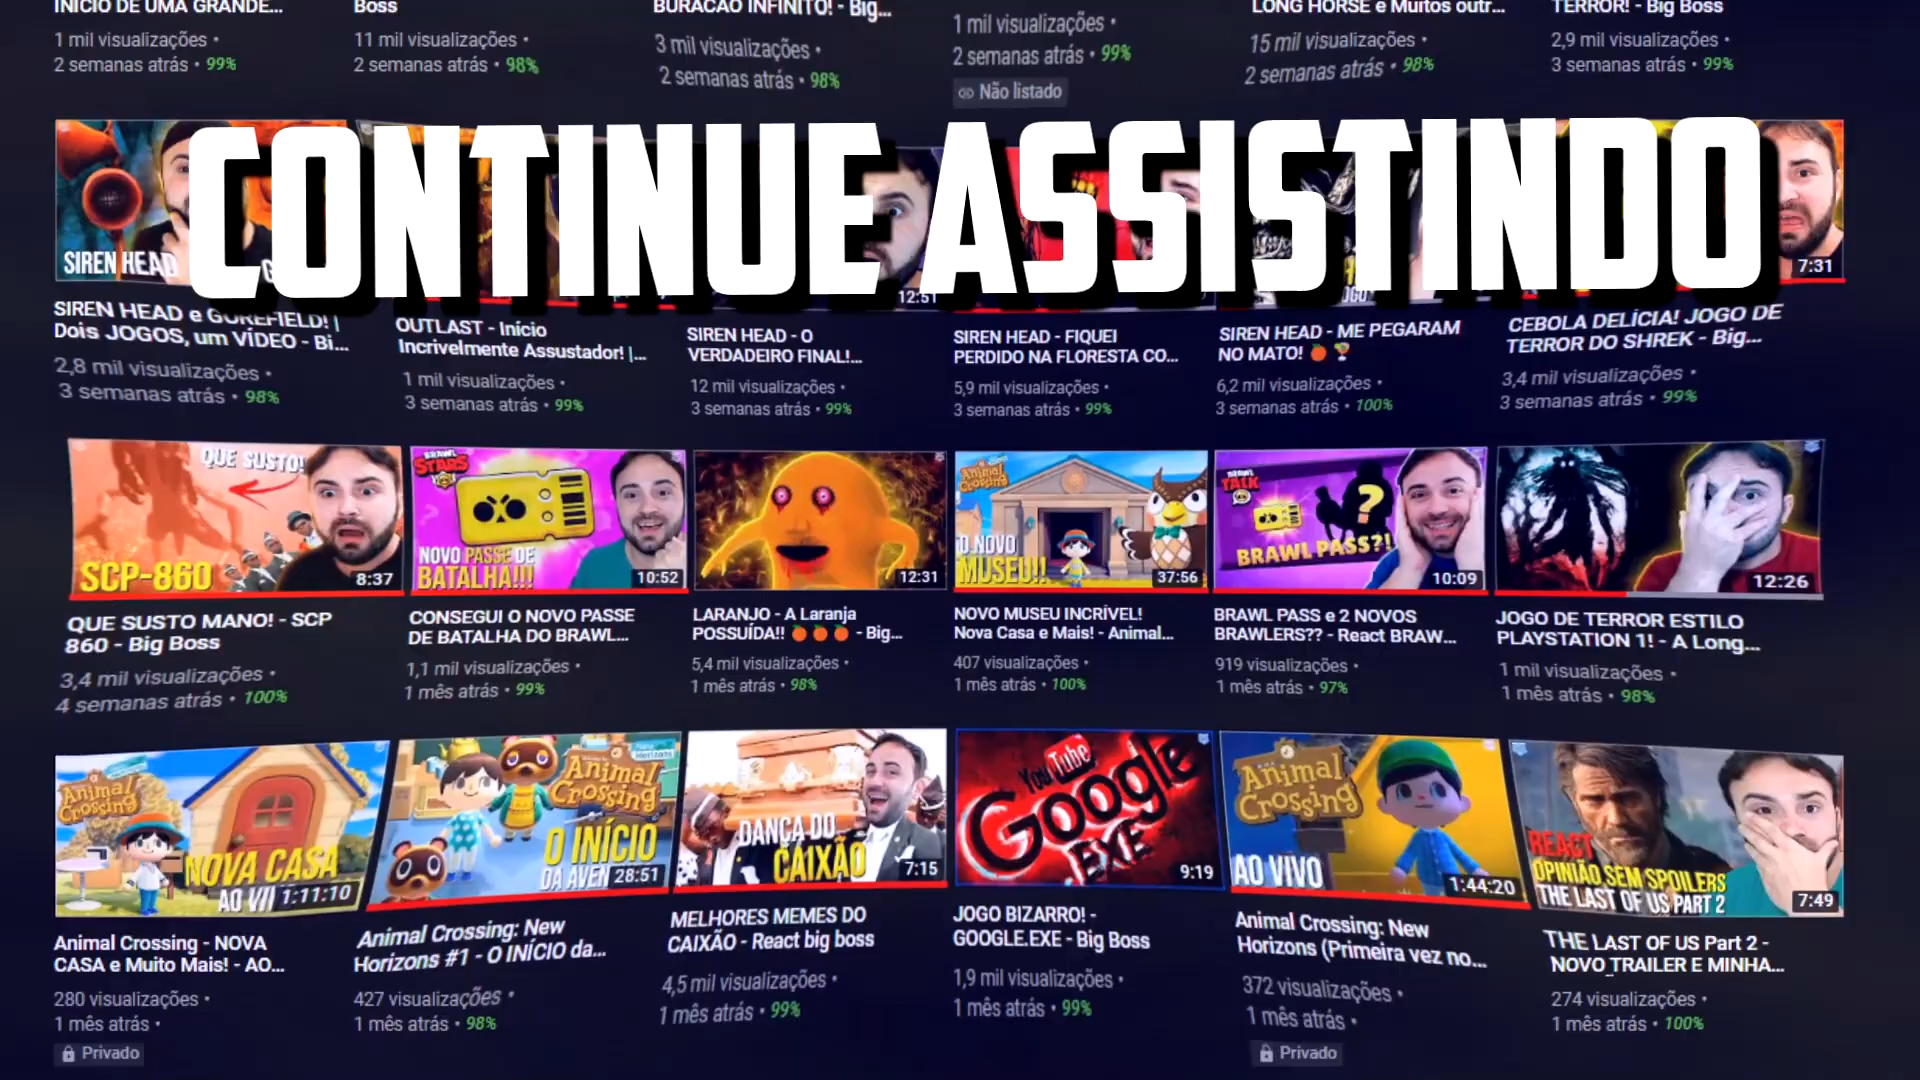 INÍCIO DE UMA GRANDE...
1 mil visualizações •
2 semanas atrás • 99%
Boss
11 mil visualizações •
2 semanas atrás • 98%
BURACÃO INFINITO! - Big...
3 mil visualizações •
2 semanas atrás • 98%
1 mil visualizações •
2 semanas atrás • 99%
Não listado
LONG HORSE e Muitos outr...
15 mil visualizações •
2 semanas atrás • 98%
TERROR! - Big Boss
2,9 mil visualizações •
3 semanas atrás • 99%
CONTINUE ASSISTINDO
SIREN HEAD
12:51
7:31
SIREN HEAD e GOREFIELD! |
Dois JOGOS, um VÍDEO - Bi...
2,8 mil visualizações •
3 semanas atrás • 98%
OUTLAST - Início
Incrivelmente Assustador! |...
1 mil visualizações •
3 semanas atrás • 99%
SIREN HEAD - O
VERDADEIRO FINAL!...
12 mil visualizações •
3 semanas atrás • 99%
SIREN HEAD - FIQUEI
PERDIDO NA FLORESTA CO...
5,9 mil visualizações •
3 semanas atrás • 99%
SIREN HEAD - ME PEGARAM
NO MATO! 🍊 🏆
6,2 mil visualizações •
3 semanas atrás • 100%
CEBOLA DELÍCIA! JOGO DE
TERROR DO SHREK - Big...
3,4 mil visualizações •
3 semanas atrás • 99%
QUE SUSTO!
SCP-860
8:37
BRAWL
STARS
NOVO PASSE DE
BATALHA!!!
10:52
12:31
Animal
Crossing
O NOVO
MUSEU!!
37:56
BRAWL
TALK
?
BRAWL PASS?!
10:09
12:26
QUE SUSTO MANO! - SCP
860 - Big Boss
3,4 mil visualizações •
4 semanas atrás • 100%
CONSEGUI O NOVO PASSE
DE BATALHA DO BRAWL...
1,1 mil visualizações •
1 mês atrás • 99%
LARANJO - A Laranja
POSSUÍDA!! 🍊 🍊 🍊 - Big...
5,4 mil visualizações •
1 mês atrás • 98%
NOVO MUSEU INCRÍVEL!
Nova Casa e Mais! - Animal...
407 visualizações •
1 mês atrás • 100%
BRAWL PASS e 2 NOVOS
BRAWLERS?? - React BRAW...
919 visualizações •
1 mês atrás • 97%
JOGO DE TERROR ESTILO
PLAYSTATION 1! - A Long...
1 mil visualizações •
1 mês atrás • 98%
Animal
Crossing
NOVA CASA
AO VI
1:11:10
Horizons
Animal
Crossing
O INÍCIO
DA AVEN
28:51
DANÇA DO
CAIXÃO
7:15
YouTube
Google
EXE
9:19
Animal
Crossing
AO VIVO
1:44:20
REACT
OPINIÃO SEM SPOILERS
THE LAST OF US PART 2
7:49
Animal Crossing - NOVA
CASA e Muito Mais! - AO...
280 visualizações •
1 mês atrás •
Privado
Animal Crossing: New
Horizons #1 - O INÍCIO da...
427 visualizações •
1 mês atrás • 98%
MELHORES MEMES DO
CAIXÃO - React big boss
4,5 mil visualizações •
1 mês atrás • 99%
JOGO BIZARRO! -
GOOGLE.EXE - Big Boss
1,9 mil visualizações •
1 mês atrás • 99%
Animal Crossing: New
Horizons (Primeira vez no...
372 visualizações •
1 mês atrás •
Privado
THE LAST OF US Part 2 -
NOVO TRAILER E MINHA...
274 visualizações •
1 mês atrás • 100%